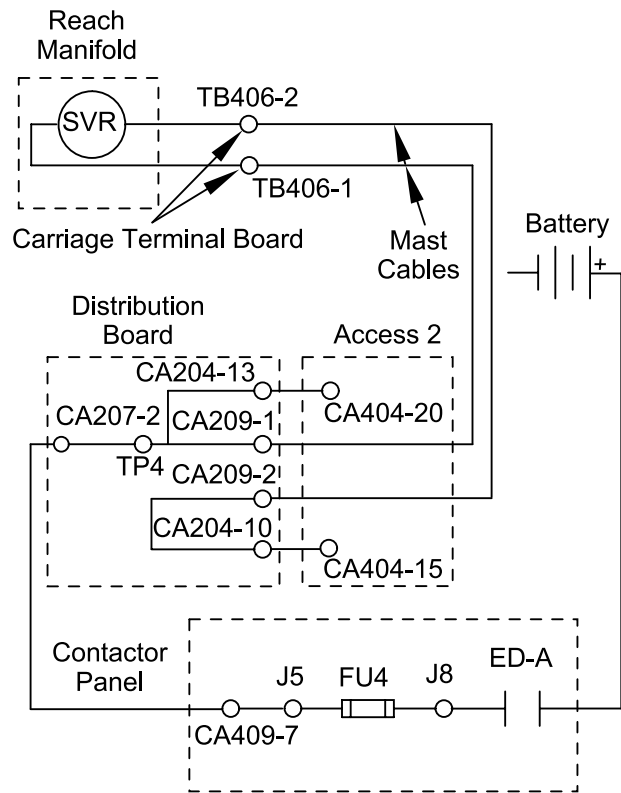 Reach
Manifold
SVR
TB406-2
TB406-1
Carriage Terminal Board
Mast
Cables
Battery
+
Distribution
Board
Access 2
CA204-13
CA404-20
CA207-2
CA209-1
TP4
CA209-2
CA204-10
CA404-15
Contactor
Panel
J5
FU4
J8
ED-A
CA409-7